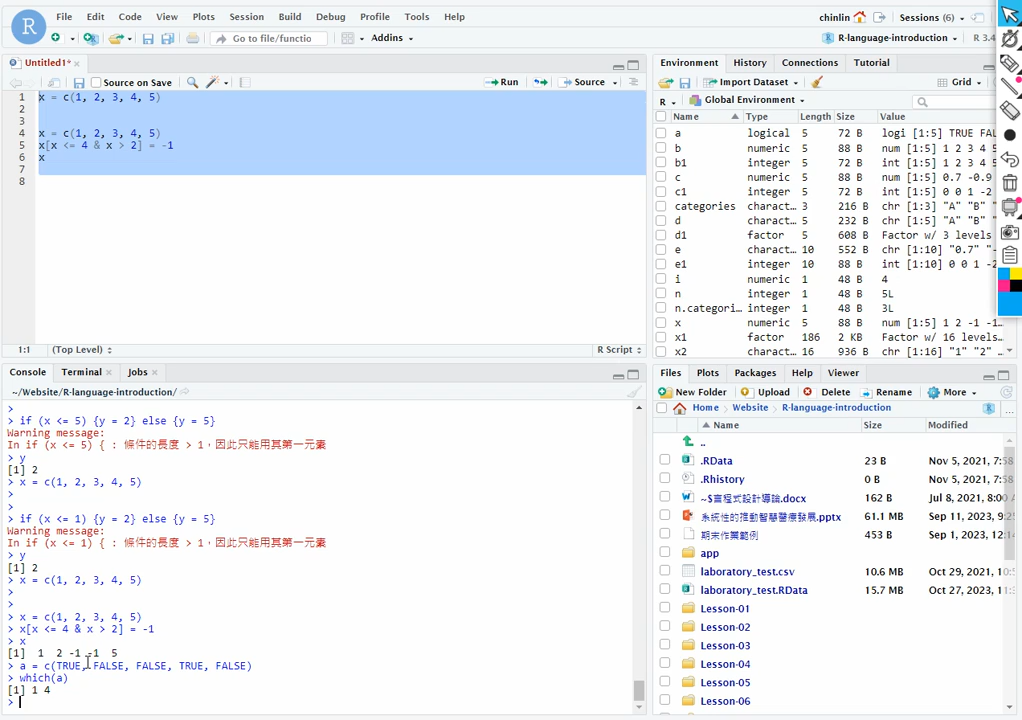 File Edit Code View Plots Session Build Debug Profile Tools Help
chinlin Sessions (6)
Go to file/functio Addins
R-language-introduction R 3.4
Untitled1*
Source on Save Run Source
1 x = c(1, 2, 3, 4, 5)
2
3
4 x = c(1, 2, 3, 4, 5)
5 x[x <= 4 & x > 2] = -1
6 x
7
8
1:1 (Top Level) R Script
Console Terminal Jobs
~/Website/R-language-introduction/
>
> if (x <= 5) {y = 2} else {y = 5}
Warning message:
In if (x <= 5) { : 條件的長度 > 1，因此只能用其第一元素
> y
[1] 2
> x = c(1, 2, 3, 4, 5)
>
> if (x <= 1) {y = 2} else {y = 5}
Warning message:
In if (x <= 1) { : 條件的長度 > 1，因此只能用其第一元素
> y
[1] 2
> x = c(1, 2, 3, 4, 5)
>
>
> x = c(1, 2, 3, 4, 5)
> x[x <= 4 & x > 2] = -1
> x
[1] 1 2 -1 -1 5
> a = c(TRUE, FALSE, FALSE, TRUE, FALSE)
> which(a)
[1] 1 4
>
Environment History Connections Tutorial
Import Dataset Grid
R Global Environment
Name Type Length Size Value
a logical 5 72 B logi [1:5] TRUE FAL
b numeric 5 88 B num [1:5] 1 2 3 4 5
b1 integer 5 72 B int [1:5] 1 2 3 4 5
c numeric 5 88 B num [1:5] 0.7 -0.9
c1 integer 5 72 B int [1:5] 0 0 1 -2
categories charact… 3 216 B chr [1:3] "A" "B"
d charact… 5 232 B chr [1:5] "A" "B"
d1 factor 5 608 B Factor w/ 3 levels
e charact… 10 552 B chr [1:10] "0.7" "-
e1 integer 10 88 B int [1:10] 0 0 1 -2
i numeric 1 48 B 4
n integer 1 48 B 5L
n.categori… integer 1 48 B 3L
x numeric 5 88 B num [1:5] 1 2 -1 -1…
x1 factor 186 2 KB Factor w/ 16 levels…
x2 charact… 16 936 B chr [1:16] "1" "2"
Files Plots Packages Help Viewer
New Folder Upload Delete Rename More
Home Website R-language-introduction
Name Size Modified
..
.RData 23 B Nov 5, 2021, 7:58
.Rhistory 0 B Nov 5, 2021, 7:58
~$言程式設計導論.docx 162 B Jul 8, 2021, 8:00
系統性的推動智慧醫療發展.pptx 61.1 MB Sep 11, 2023, 9:2
期末作業範例 453 B Sep 1, 2023, 12:1
app
laboratory_test.csv 10.6 MB Oct 29, 2021, 10:
laboratory_test.RData 15.7 MB Oct 27, 2023, 1
Lesson-01
Lesson-02
Lesson-03
Lesson-04
Lesson-05
Lesson-06